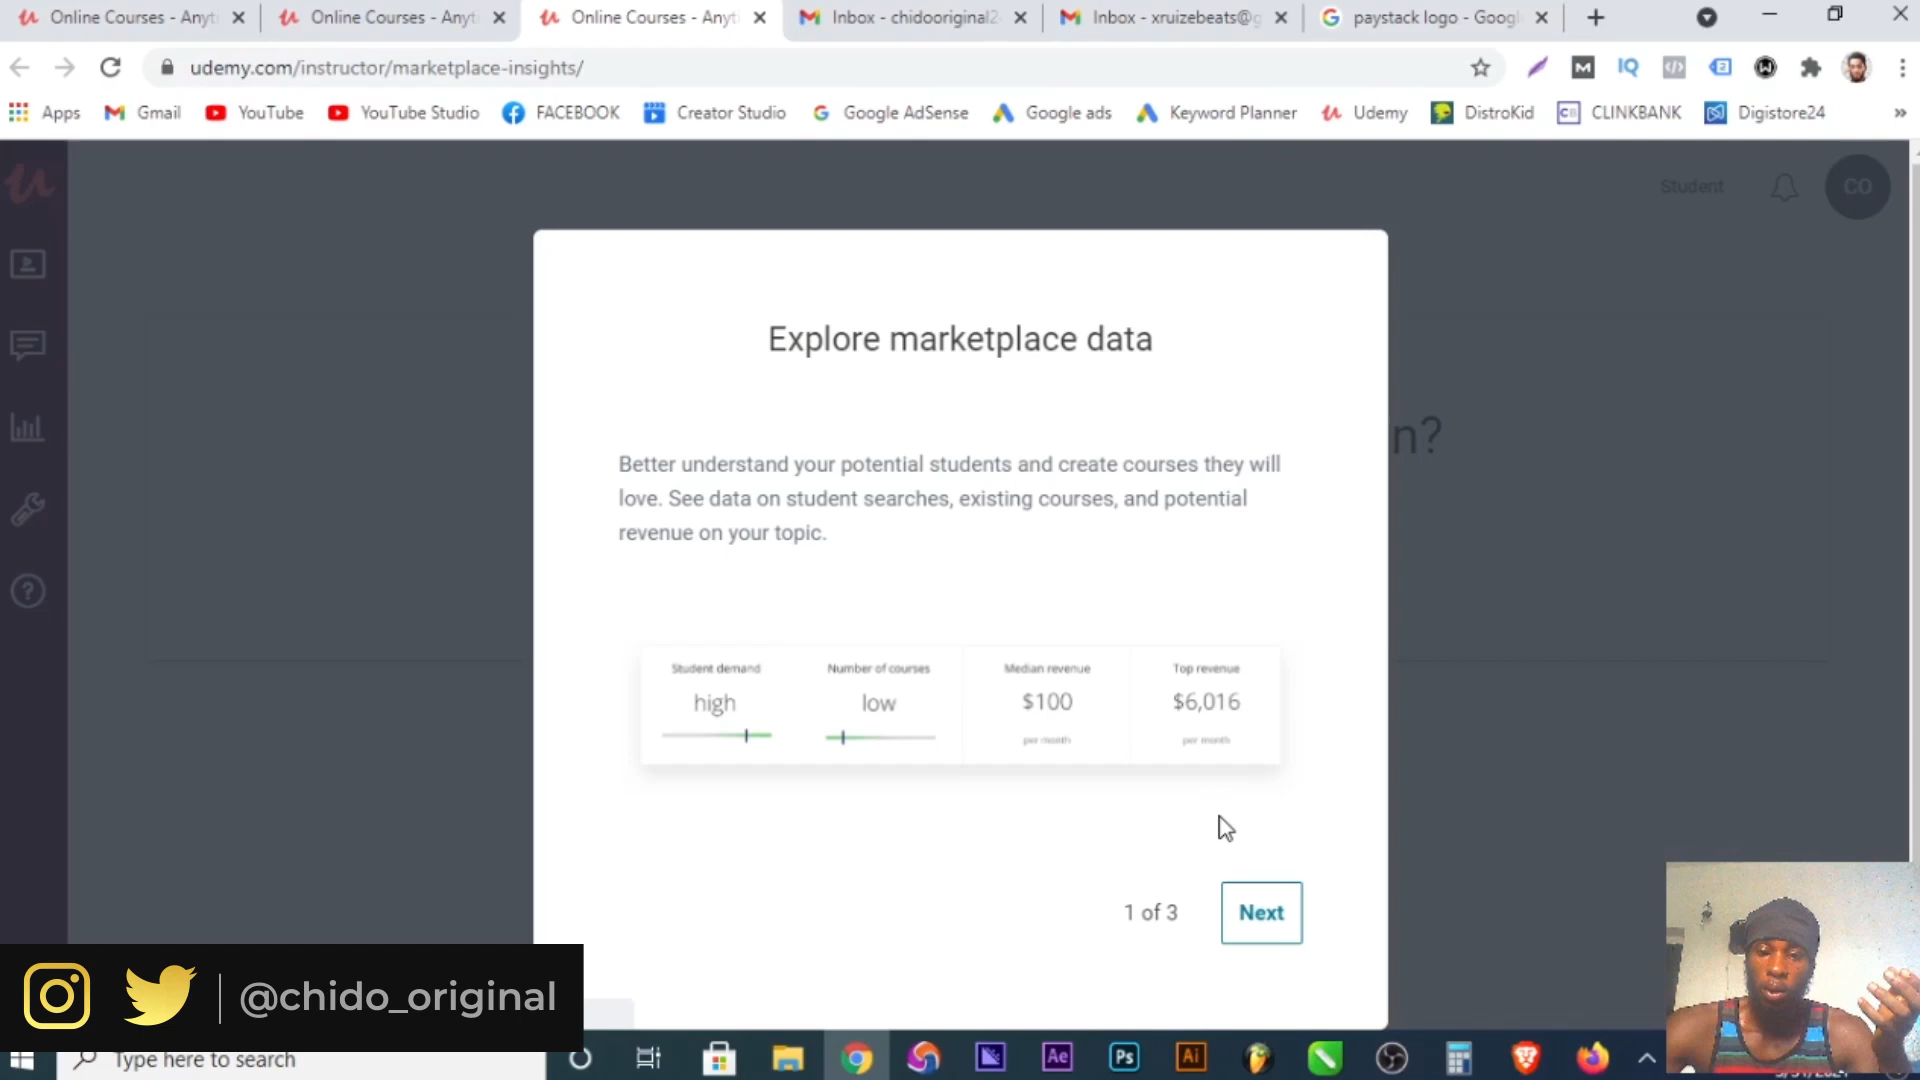 Online Courses - Anyt
Online Courses - Anyt
Online Courses - Anyt
Inbox - chidooriginal2
Inbox - xruizebeats@g
paystack logo - Googl
udemy.com/instructor/marketplace-insights/
Apps
Gmail
YouTube
YouTube Studio
FACEBOOK
Creator Studio
Google AdSense
Google ads
Keyword Planner
Udemy
DistroKid
CLINKBANK
Digistore24
Student
CO
Explore marketplace data
n?
Better understand your potential students and create courses they will
love. See data on student searches, existing courses, and potential
revenue on your topic.
Student demand
high
Number of courses
low
Median revenue
$100
per month
Top revenue
$6,016
per month
1 of 3
Next
@chido_original
Type here to search
Ae
Ps
Ai